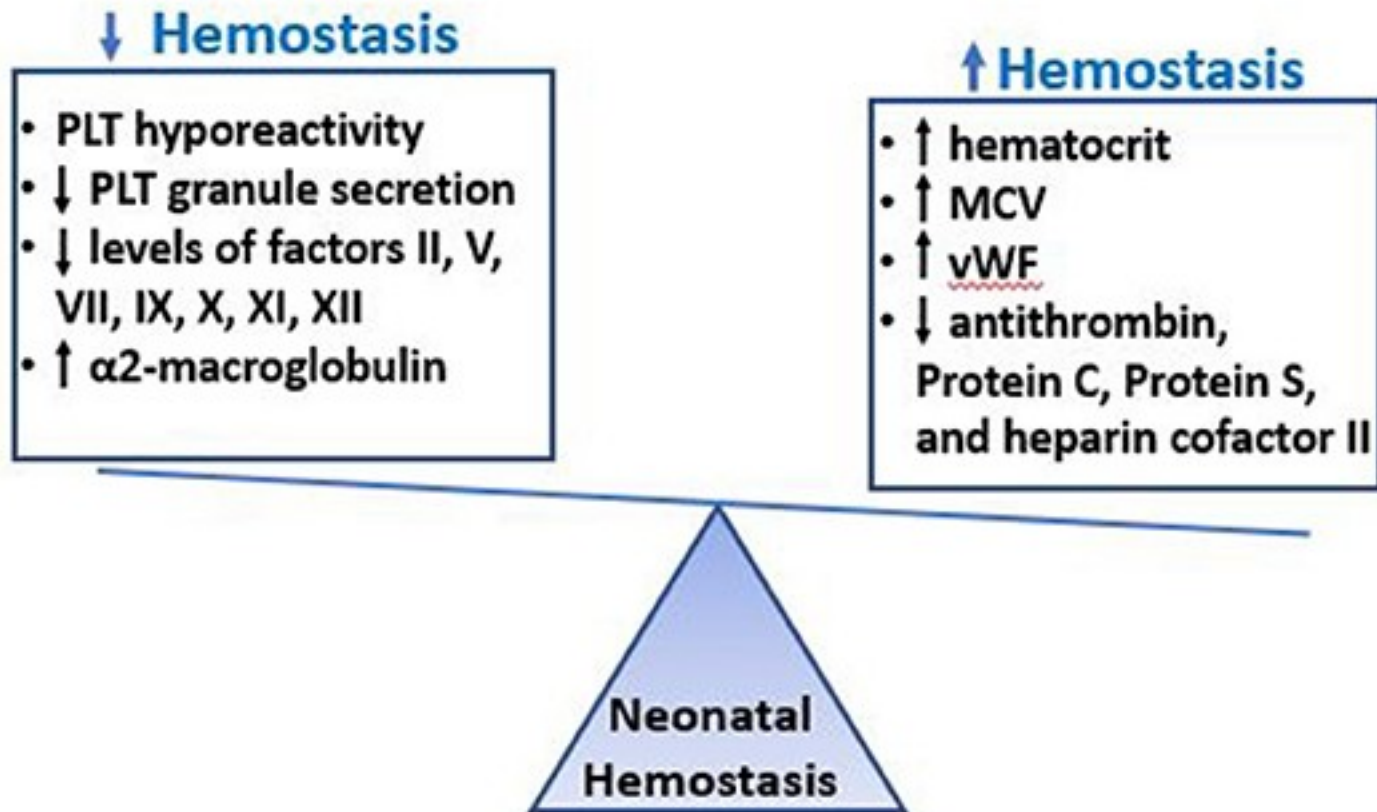 ↓ Hemostasis
• PLT hyporeactivity
• ↓ PLT granule secretion
• ↓ levels of factors II, V,
VII, IX, X, XI, XII
• ↑ α2-macroglobulin
↑ Hemostasis
• ↑ hematocrit
• ↑ MCV
• ↑ vWF
• ↓ antithrombin,
Protein C, Protein S,
and heparin cofactor II
Neonatal
Hemostasis